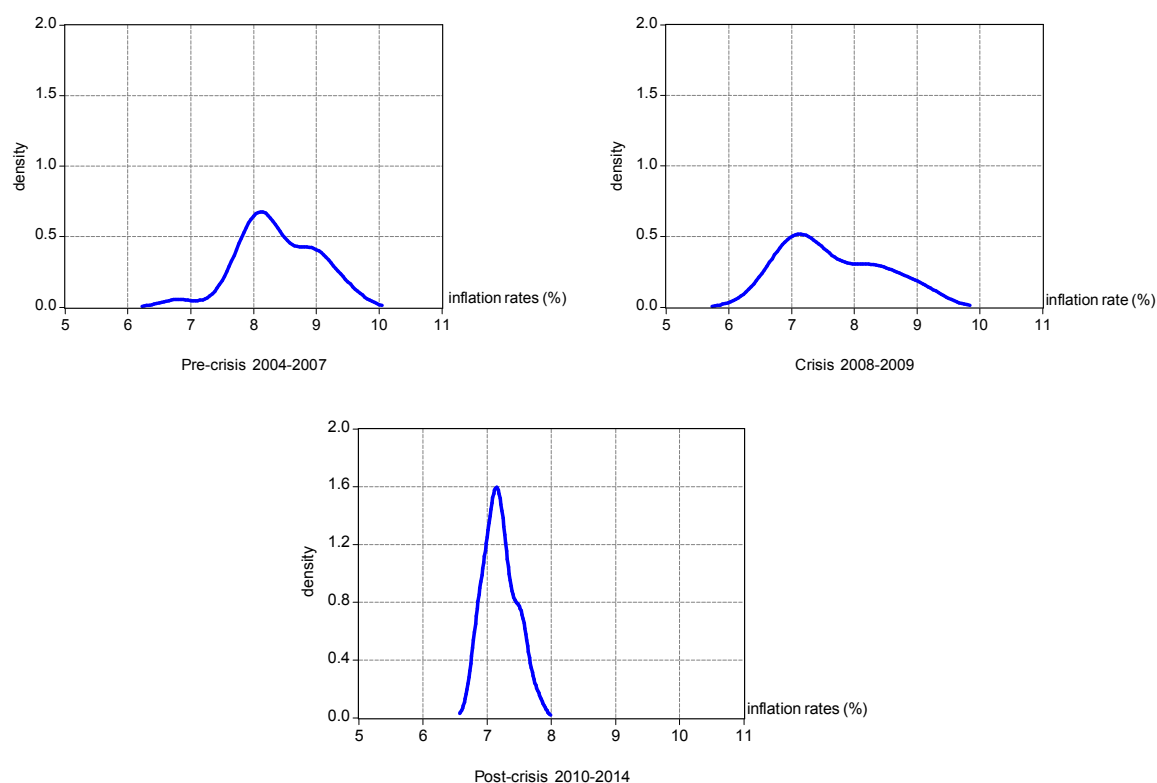 2.0
1.5
1.0
0.5
0.0
density
5 6 7 8 9 10 11
inflation rates (%)
Pre-crisis 2004-2007
2.0
1.5
1.0
0.5
0.0
density
5 6 7 8 9 10 11
inflation rate (%)
Crisis 2008-2009
2.0
1.6
1.2
0.8
0.4
0.0
density
5 6 7 8 9 10 11
inflation rates (%)
Post-crisis 2010-2014